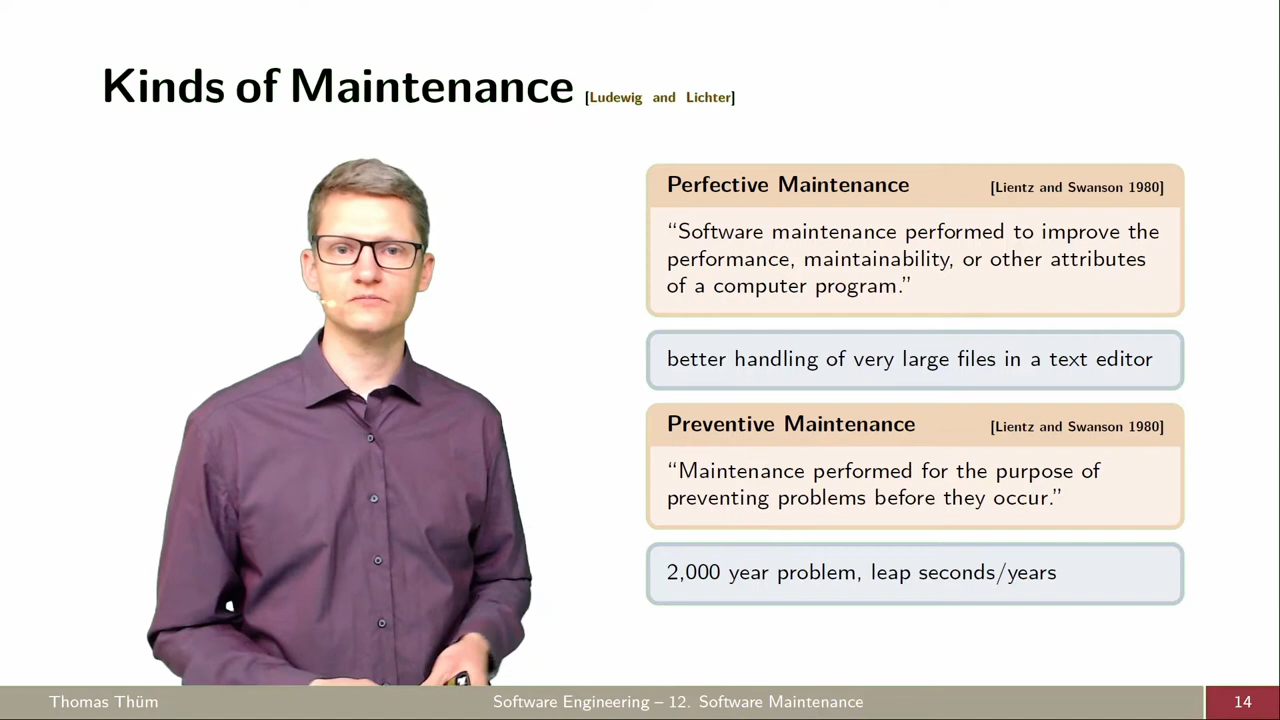 Kinds of Maintenance [Ludewig and Lichter]
Perfective Maintenance [Lientz and Swanson 1980]
“Software maintenance performed to improve the
performance, maintainability, or other attributes
of a computer program.”
better handling of very large files in a text editor
Preventive Maintenance [Lientz and Swanson 1980]
“Maintenance performed for the purpose of
preventing problems before they occur.”
2,000 year problem, leap seconds/years
Thomas Thüm Software Engineering – 12. Software Maintenance 14